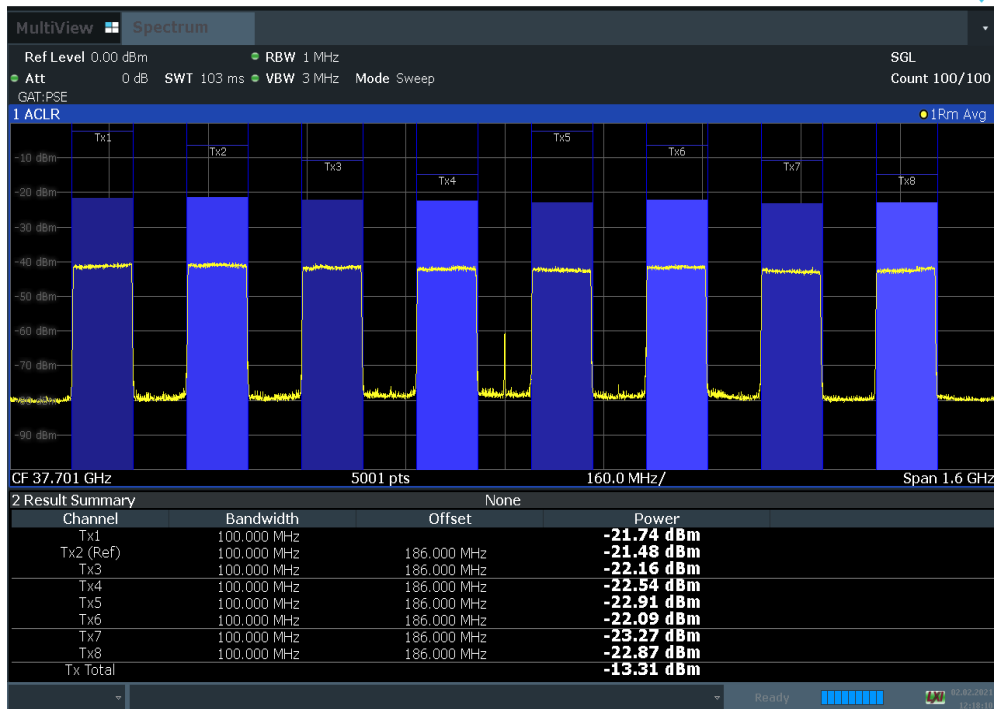 MultiView Spectrum
Ref Level 0.00 dBm RBW 1 MHz SGL
Att 0 dB SWT 103 ms VBW 3 MHz Mode Sweep Count 100/100
GAT:PSE
1 ACLR 1Rm Avg
Tx1 Tx5
Tx2 Tx6
-10 dBm
Tx3 Tx7
Tx4 Tx8
-20 dBm
-30 dBm
-40 dBm
-50 dBm
-60 dBm
-70 dBm
-90 dBm
CF 37.701 GHz 5001 pts 160.0 MHz/ Span 1.6 GHz
2 Result Summary None
Channel Bandwidth Offset Power
Tx1 100.000 MHz -21.74 dBm
Tx2 (Ref) 100.000 MHz 186.000 MHz -21.48 dBm
Tx3 100.000 MHz 186.000 MHz -22.16 dBm
Tx4 100.000 MHz 186.000 MHz -22.54 dBm
Tx5 100.000 MHz 186.000 MHz -22.91 dBm
Tx6 100.000 MHz 186.000 MHz -22.09 dBm
Tx7 100.000 MHz 186.000 MHz -23.27 dBm
Tx8 100.000 MHz 186.000 MHz -22.87 dBm
Tx Total -13.31 dBm
Ready 02.02.2021